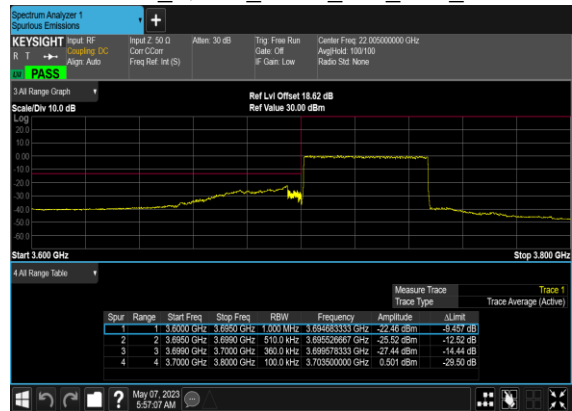 Spectrum Analyzer 1
Spurious Emissions
KEYSIGHT Input: RF Input Z: 50 Ω Atten: 30 dB Trig: Free Run Center Freq: 22.005000000 GHz
R T Coupling: DC Corr CCorr Gate: Off Avg|Hold: 100/100
Align: Auto Freq Ref: Int (S) IF Gain: Low Radio Std: None
PASS
3 All Range Graph
Ref Lvl Offset 18.62 dB
Scale/Div 10.0 dB Ref Value 30.00 dBm
Log
20.0
10.0
0.00
-10.0
-20.0
-30.0
-40.0
-50.0
-60.0
Start 3.600 GHz Stop 3.800 GHz
4 All Range Table
Measure Trace Trace 1
Trace Type Trace Average (Active)
Spur Range Start Freq Stop Freq RBW Frequency Amplitude ΔLimit
1 1 3.6000 GHz 3.6950 GHz 1.000 MHz 3.694683333 GHz -22.46 dBm -9.457 dB
2 2 3.6950 GHz 3.6990 GHz 510.0 kHz 3.695526667 GHz -25.52 dBm -12.52 dB
3 3 3.6990 GHz 3.7000 GHz 360.0 kHz 3.699578333 GHz -27.44 dBm -14.44 dB
4 4 3.7000 GHz 3.8000 GHz 100.0 kHz 3.703500000 GHz 0.501 dBm -29.50 dB
May 07, 2023
5:57:07 AM